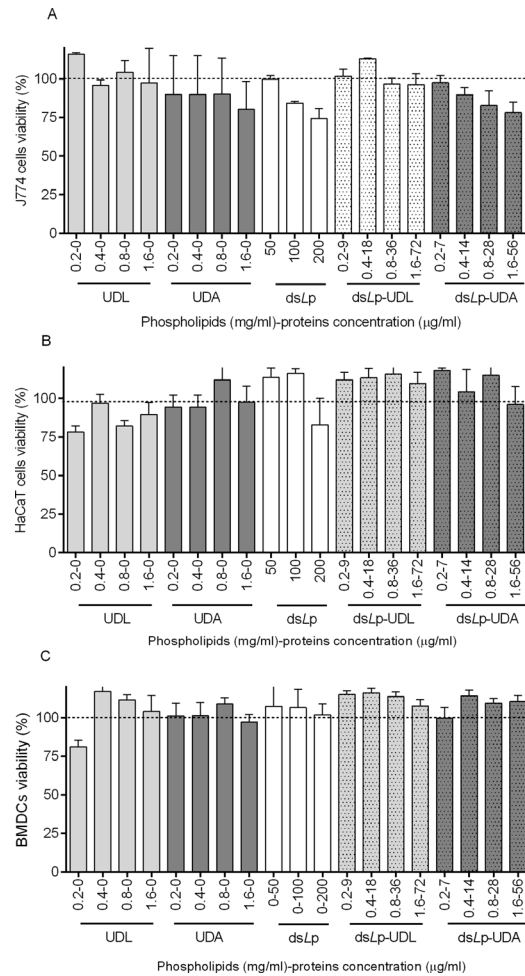 A
J774 cells viability (%)
100
75
50
25
0
0.2-0 0.4-0 0.8-0 1.6-0 0.2-0 0.4-0 0.8-0 1.6-0 50 100 200 0.2-9 0.4-18 0.8-36 1.6-72 0.2-7 0.4-14 0.8-28 1.6-56
UDL UDA dsLp dsLp-UDL dsLp-UDA
Phospholipids (mg/ml)-proteins concentration (μg/ml)
B
HaCaT cells viability (%)
100
75
50
25
0
0.2-0 0.4-0 0.8-0 1.6-0 0.2-0 0.4-0 0.8-0 1.6-0 50 100 200 0.2-9 0.4-18 0.8-36 1.6-72 0.2-7 0.4-14 0.8-28 1.6-56
UDL UDA dsLp dsLp-UDL dsLp-UDA
Phospholipids (mg/ml)-proteins concentration (μg/ml)
C
BMDCs viability (%)
100
75
50
25
0
0.2-0 0.4-0 0.8-0 1.6-0 0.2-0 0.4-0 0.8-0 1.6-0 0-50 0-100 0-200 0.2-9 0.4-18 0.8-36 1.6-72 0.2-7 0.4-14 0.8-28 1.6-56
UDL UDA dsLp dsLp-UDL dsLp-UDA
Phospholipids (mg/ml)-proteins concentration (μg/ml)